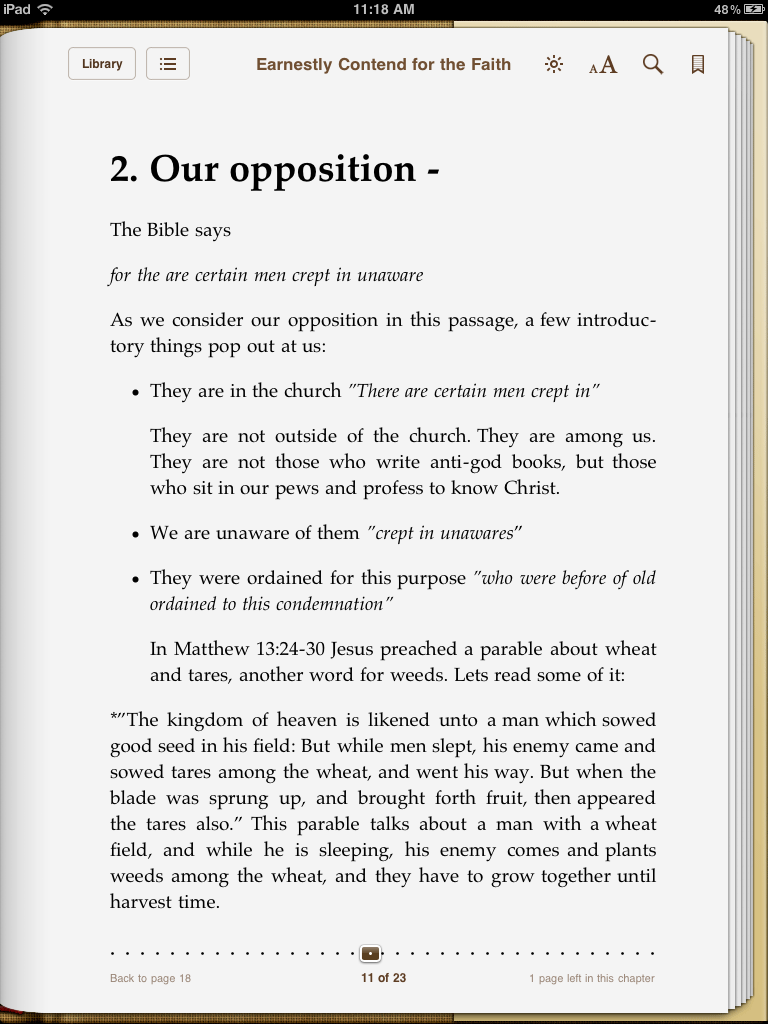 iPad 11:18 AM 48%
Library Earnestly Contend for the Faith AA
2. Our opposition -
The Bible says
for the are certain men crept in unaware
As we consider our opposition in this passage, a few introduc-
tory things pop out at us:
• They are in the church ”There are certain men crept in”
They are not outside of the church. They are among us.
They are not those who write anti-god books, but those
who sit in our pews and profess to know Christ.
• We are unaware of them ”crept in unawares”
• They were ordained for this purpose ”who were before of old
ordained to this condemnation”
In Matthew 13:24-30 Jesus preached a parable about wheat
and tares, another word for weeds. Lets read some of it:
*”The kingdom of heaven is likened unto a man which sowed
good seed in his field: But while men slept, his enemy came and
sowed tares among the wheat, and went his way. But when the
blade was sprung up, and brought forth fruit, then appeared
the tares also.” This parable talks about a man with a wheat
field, and while he is sleeping, his enemy comes and plants
weeds among the wheat, and they have to grow together until
harvest time.
Back to page 18 11 of 23 1 page left in this chapter